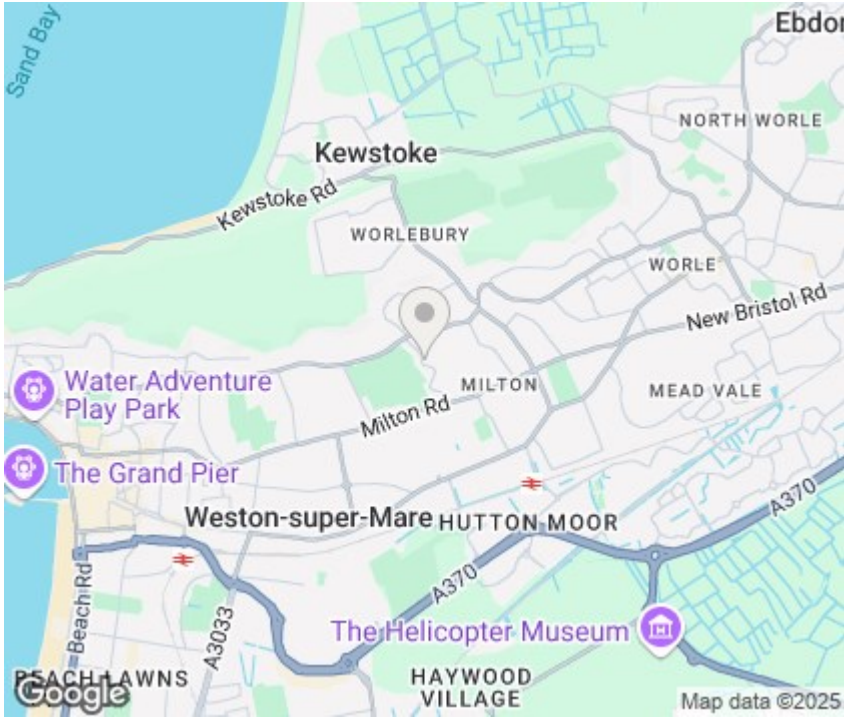 Sand Bay
Ebdon
NORTH WORLE
Kewstoke
Kewstoke Rd
WORLEBURY
WORLE
New Bristol Rd
Water Adventure
Play Park
MILTON
MEAD VALE
Milton Rd
The Grand Pier
A370
Weston-super-Mare
HUTTON MOOR
A370
Beach Rd
A3033
The Helicopter Museum
BEACH LAWNS
HAYWOOD
VILLAGE
Google
Map data ©2025